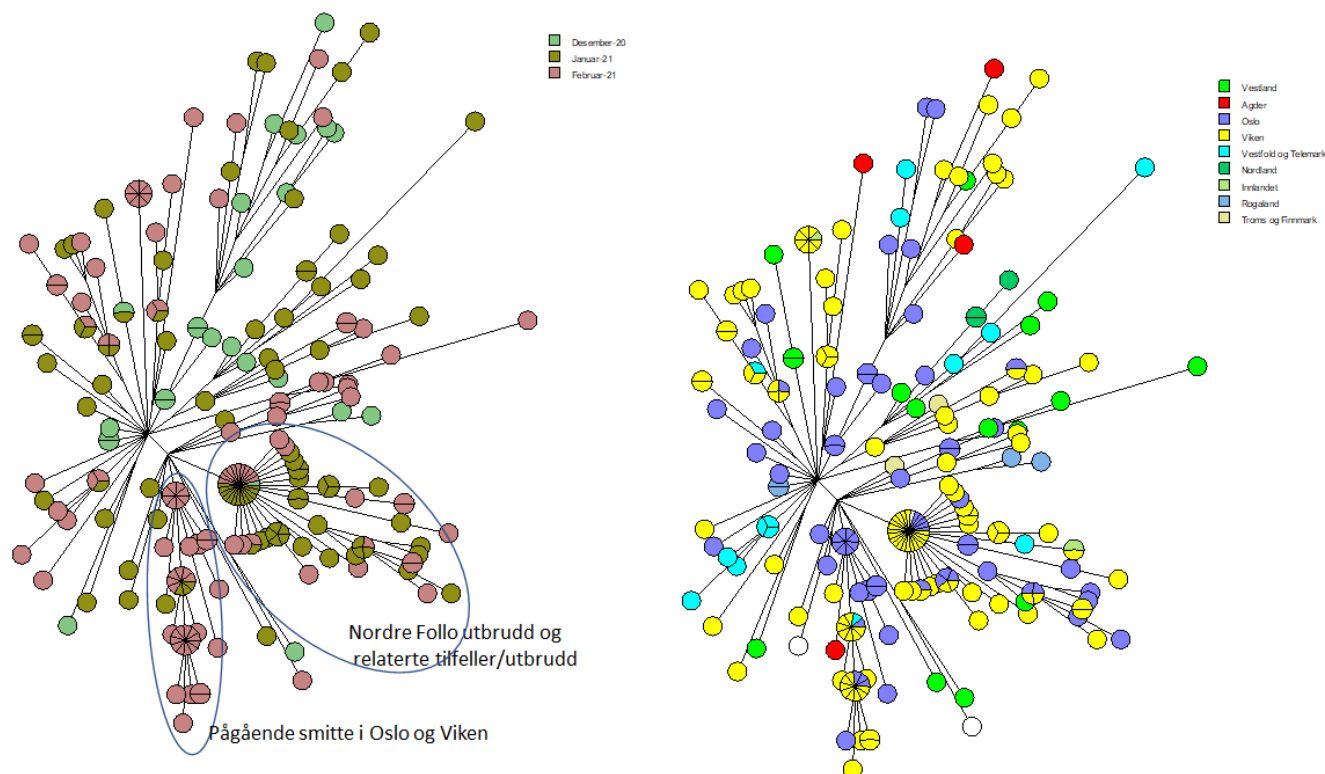 Desember-20
Januar-21
Februar-21
Vestland
Agder
Oslo
Viken
Vestfold og Telemark
Nordland
Innlandet
Rogaland
Troms og Finnmark
Nordre Follo utbrudd og
relaterte tilfeller/utbrudd
Pågående smitte i Oslo og Viken